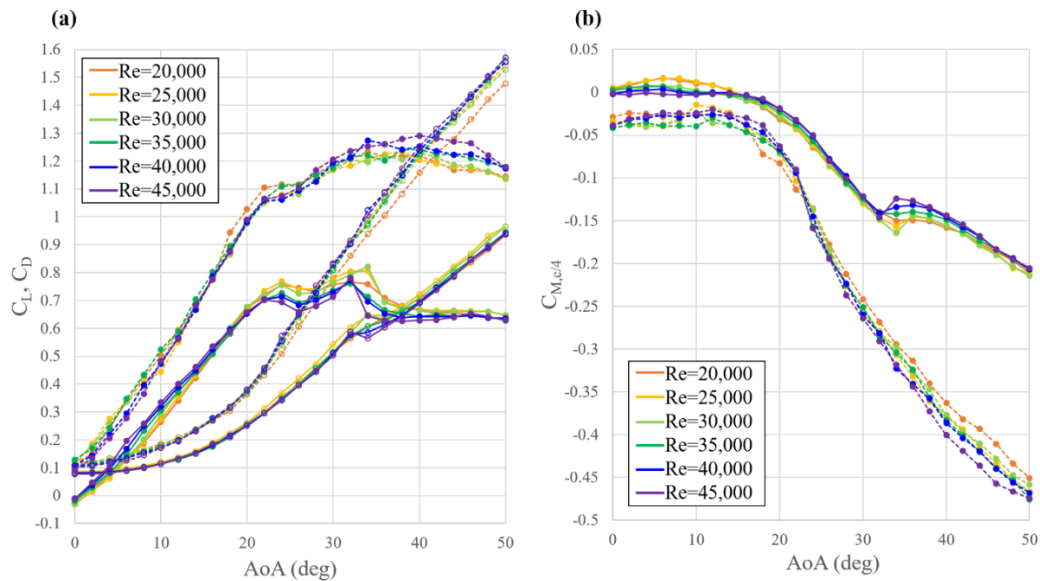 (a)
1.6
1.5
1.4
1.3
1.2
1.1
1
0.9
0.8
0.7
0.6
0.5
0.4
0.3
0.2
0.1
0
-0.1
C_L, C_D
Re=20,000
Re=25,000
Re=30,000
Re=35,000
Re=40,000
Re=45,000
0 10 20 30 40 50
AoA (deg)
(b)
0.05
0
-0.05
-0.1
-0.15
-0.2
-0.25
-0.3
-0.35
-0.4
-0.45
-0.5
C_M,c/4
Re=20,000
Re=25,000
Re=30,000
Re=35,000
Re=40,000
Re=45,000
0 10 20 30 40 50
AoA (deg)